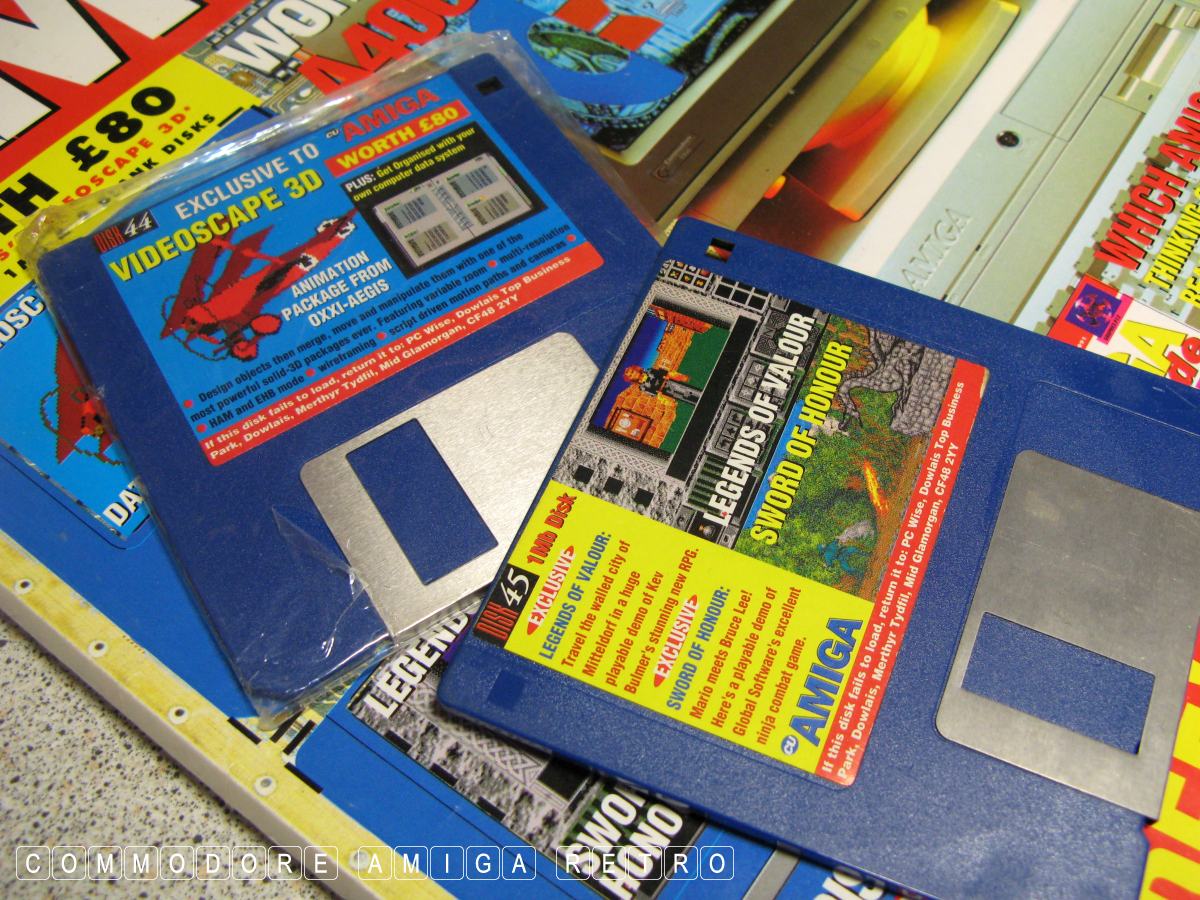 WOR
A400
£80
TH
OSCAPE 3D*
NK DISKS
DISK 44
EXCLUSIVE TO
CU AMIGA
VIDEOSCAPE 3D
WORTH £80
PLUS: Get Organised with your
own computer data system
ANIMATION
PACKAGE FROM
OXXI-AEGIS
• Design objects then merge, move and manipulate them with one of the
most powerful solid-3D packages ever. Featuring variable zoom • multi-resolution
• HAM and EHB mode • wireframing • script driven motion paths and cameras •
If this disk fails to load, return it to: PC Wise, Dowlais Top Business
Park, Dowlais, Merthyr Tydfil, Mid Glamorgan, CF48 2YY
AMIGA
WHICH AMIG
THINKIN
LEGENDS OF VALOUR
SWORD OF HONOUR
DISK 45
1Mb Disk
EXCLUSIVE
LEGENDS OF VALOUR:
Travel the walled city of
Mitteldorf in a huge
playable demo of Kev
Bulmer's stunning new RPG.
EXCLUSIVE
SWORD OF HONOUR:
Mario meets Bruce Lee!
Here's a playable demo of
Global Software's excellent
ninja combat game.
CU AMIGA
If this disk fails to load, return it to: PC Wise, Dowlais Top Business
Park, Dowlais, Merthyr Tydfil, Mid Glamorgan, CF48 2YY
LEGEND
SWOR
HONO
COMMODORE AMIGA RETRO